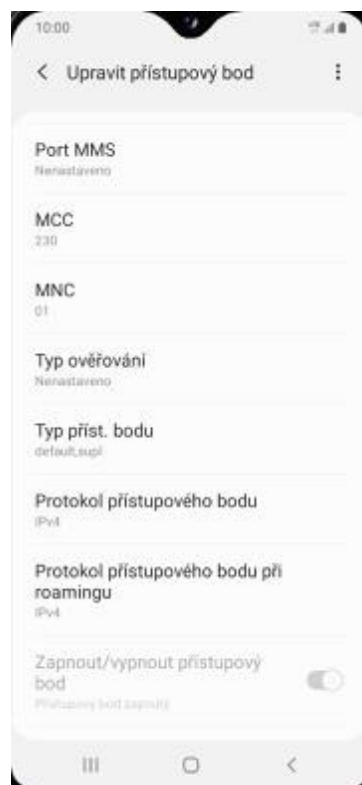 10:00
Upravit přístupový bod
Port MMS
Nenastaveno
MCC
230
MNC
01
Typ ověřování
Nenastaveno
Typ příst. bodu
default,supl
Protokol přístupového bodu
IPv4
Protokol přístupového bodu při
roamingu
IPv4
Zapnout/vypnout přístupový
bod
Přístupový bod zapnutý